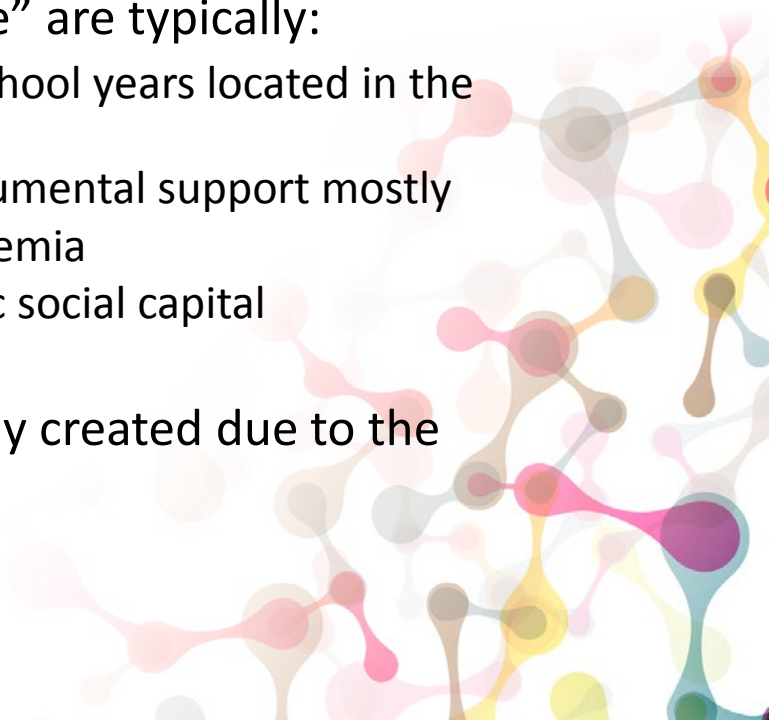 e” are typically:
hool years located in the
umental support mostly
emia
c social capital
y created due to the